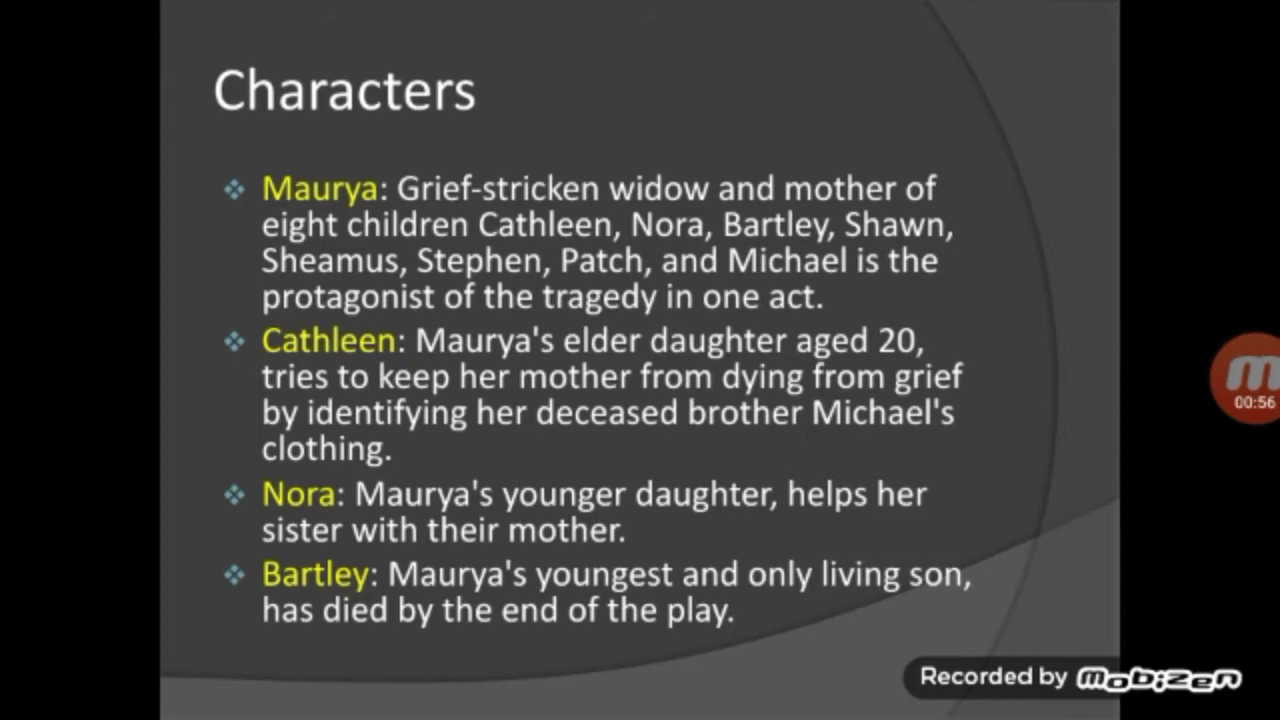 Characters
Maurya: Grief-stricken widow and mother of
eight children Cathleen, Nora, Bartley, Shawn,
Sheamus, Stephen, Patch, and Michael is the
protagonist of the tragedy in one act.
Cathleen: Maurya's elder daughter aged 20,
tries to keep her mother from dying from grief
by identifying her deceased brother Michael's
clothing.
Nora: Maurya's younger daughter, helps her
sister with their mother.
Bartley: Maurya's youngest and only living son,
has died by the end of the play.
00:56
Recorded by mobizen